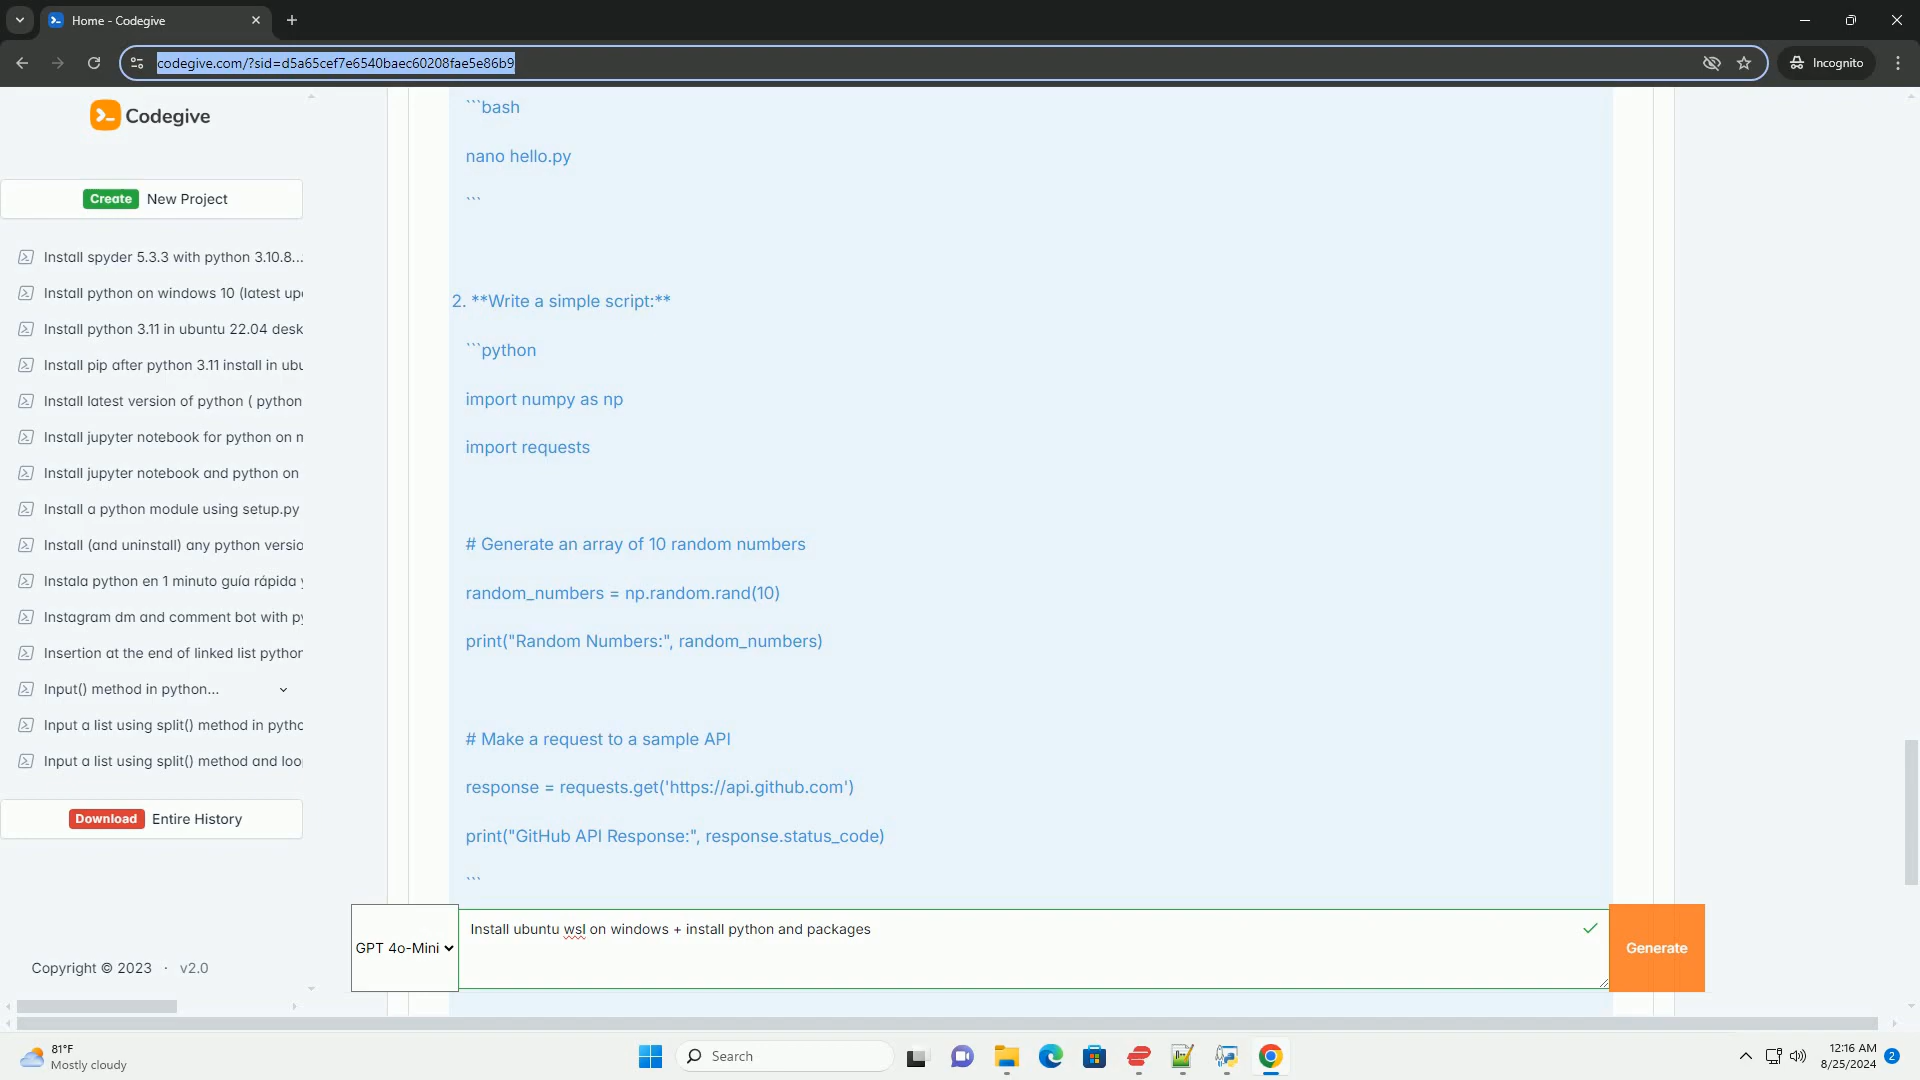 Home - Codegive
codegive.com/?sid=d5a65cef7e6540baec60208fae5e86b9
Incognito
Codegive
Create New Project
Install spyder 5.3.3 with python 3.10.8...
Install python on windows 10 (latest upd
Install python 3.11 in ubuntu 22.04 desk
Install pip after python 3.11 install in ubu
Install latest version of python ( python
Install jupyter notebook for python on m
Install jupyter notebook and python on
Install a python module using setup.py
Install (and uninstall) any python versio
Instala python en 1 minuto guía rápida y
Instagram dm and comment bot with py
Insertion at the end of linked list python
Input() method in python...
Input a list using split() method in pytho
Input a list using split() method and loo
Download Entire History
Copyright © 2023 · v2.0
```bash
nano hello.py
```
2. **Write a simple script:**
```python
import numpy as np
import requests
# Generate an array of 10 random numbers
random_numbers = np.random.rand(10)
print("Random Numbers:", random_numbers)
# Make a request to a sample API
response = requests.get('https://api.github.com')
print("GitHub API Response:", response.status_code)
```
GPT 4o-Mini
Install ubuntu wsl on windows + install python and packages
Generate
81°F
Mostly cloudy
Search
12:16 AM
8/25/2024
2